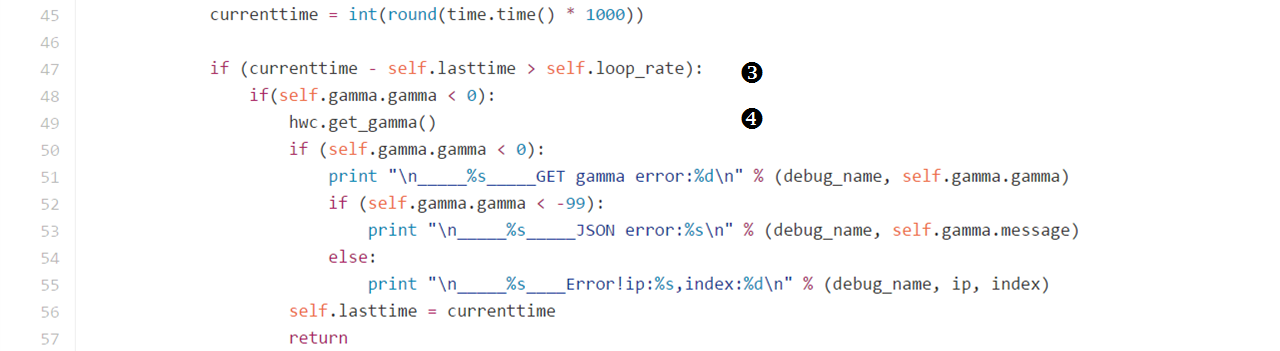 45 currenttime = int(round(time.time() * 1000))
46
47 if (currenttime - self.lasttime > self.loop_rate): ❸
48 if(self.gamma.gamma < 0):
49 hwc.get_gamma() ❹
50 if (self.gamma.gamma < 0):
51 print "\n_____%s_____GET gamma error:%d\n" % (debug_name, self.gamma.gamma)
52 if (self.gamma.gamma < -99):
53 print "\n_____%s_____JSON error:%s\n" % (debug_name, self.gamma.message)
54 else:
55 print "\n_____%s____Error!ip:%s,index:%d\n" % (debug_name, ip, index)
56 self.lasttime = currenttime
57 return